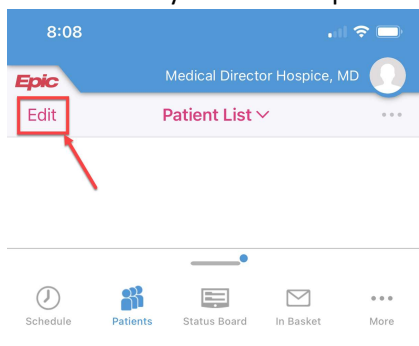 8:08
Epic
Medical Director Hospice, MD
Edit
Patient List
Schedule
Patients
Status Board
In Basket
More